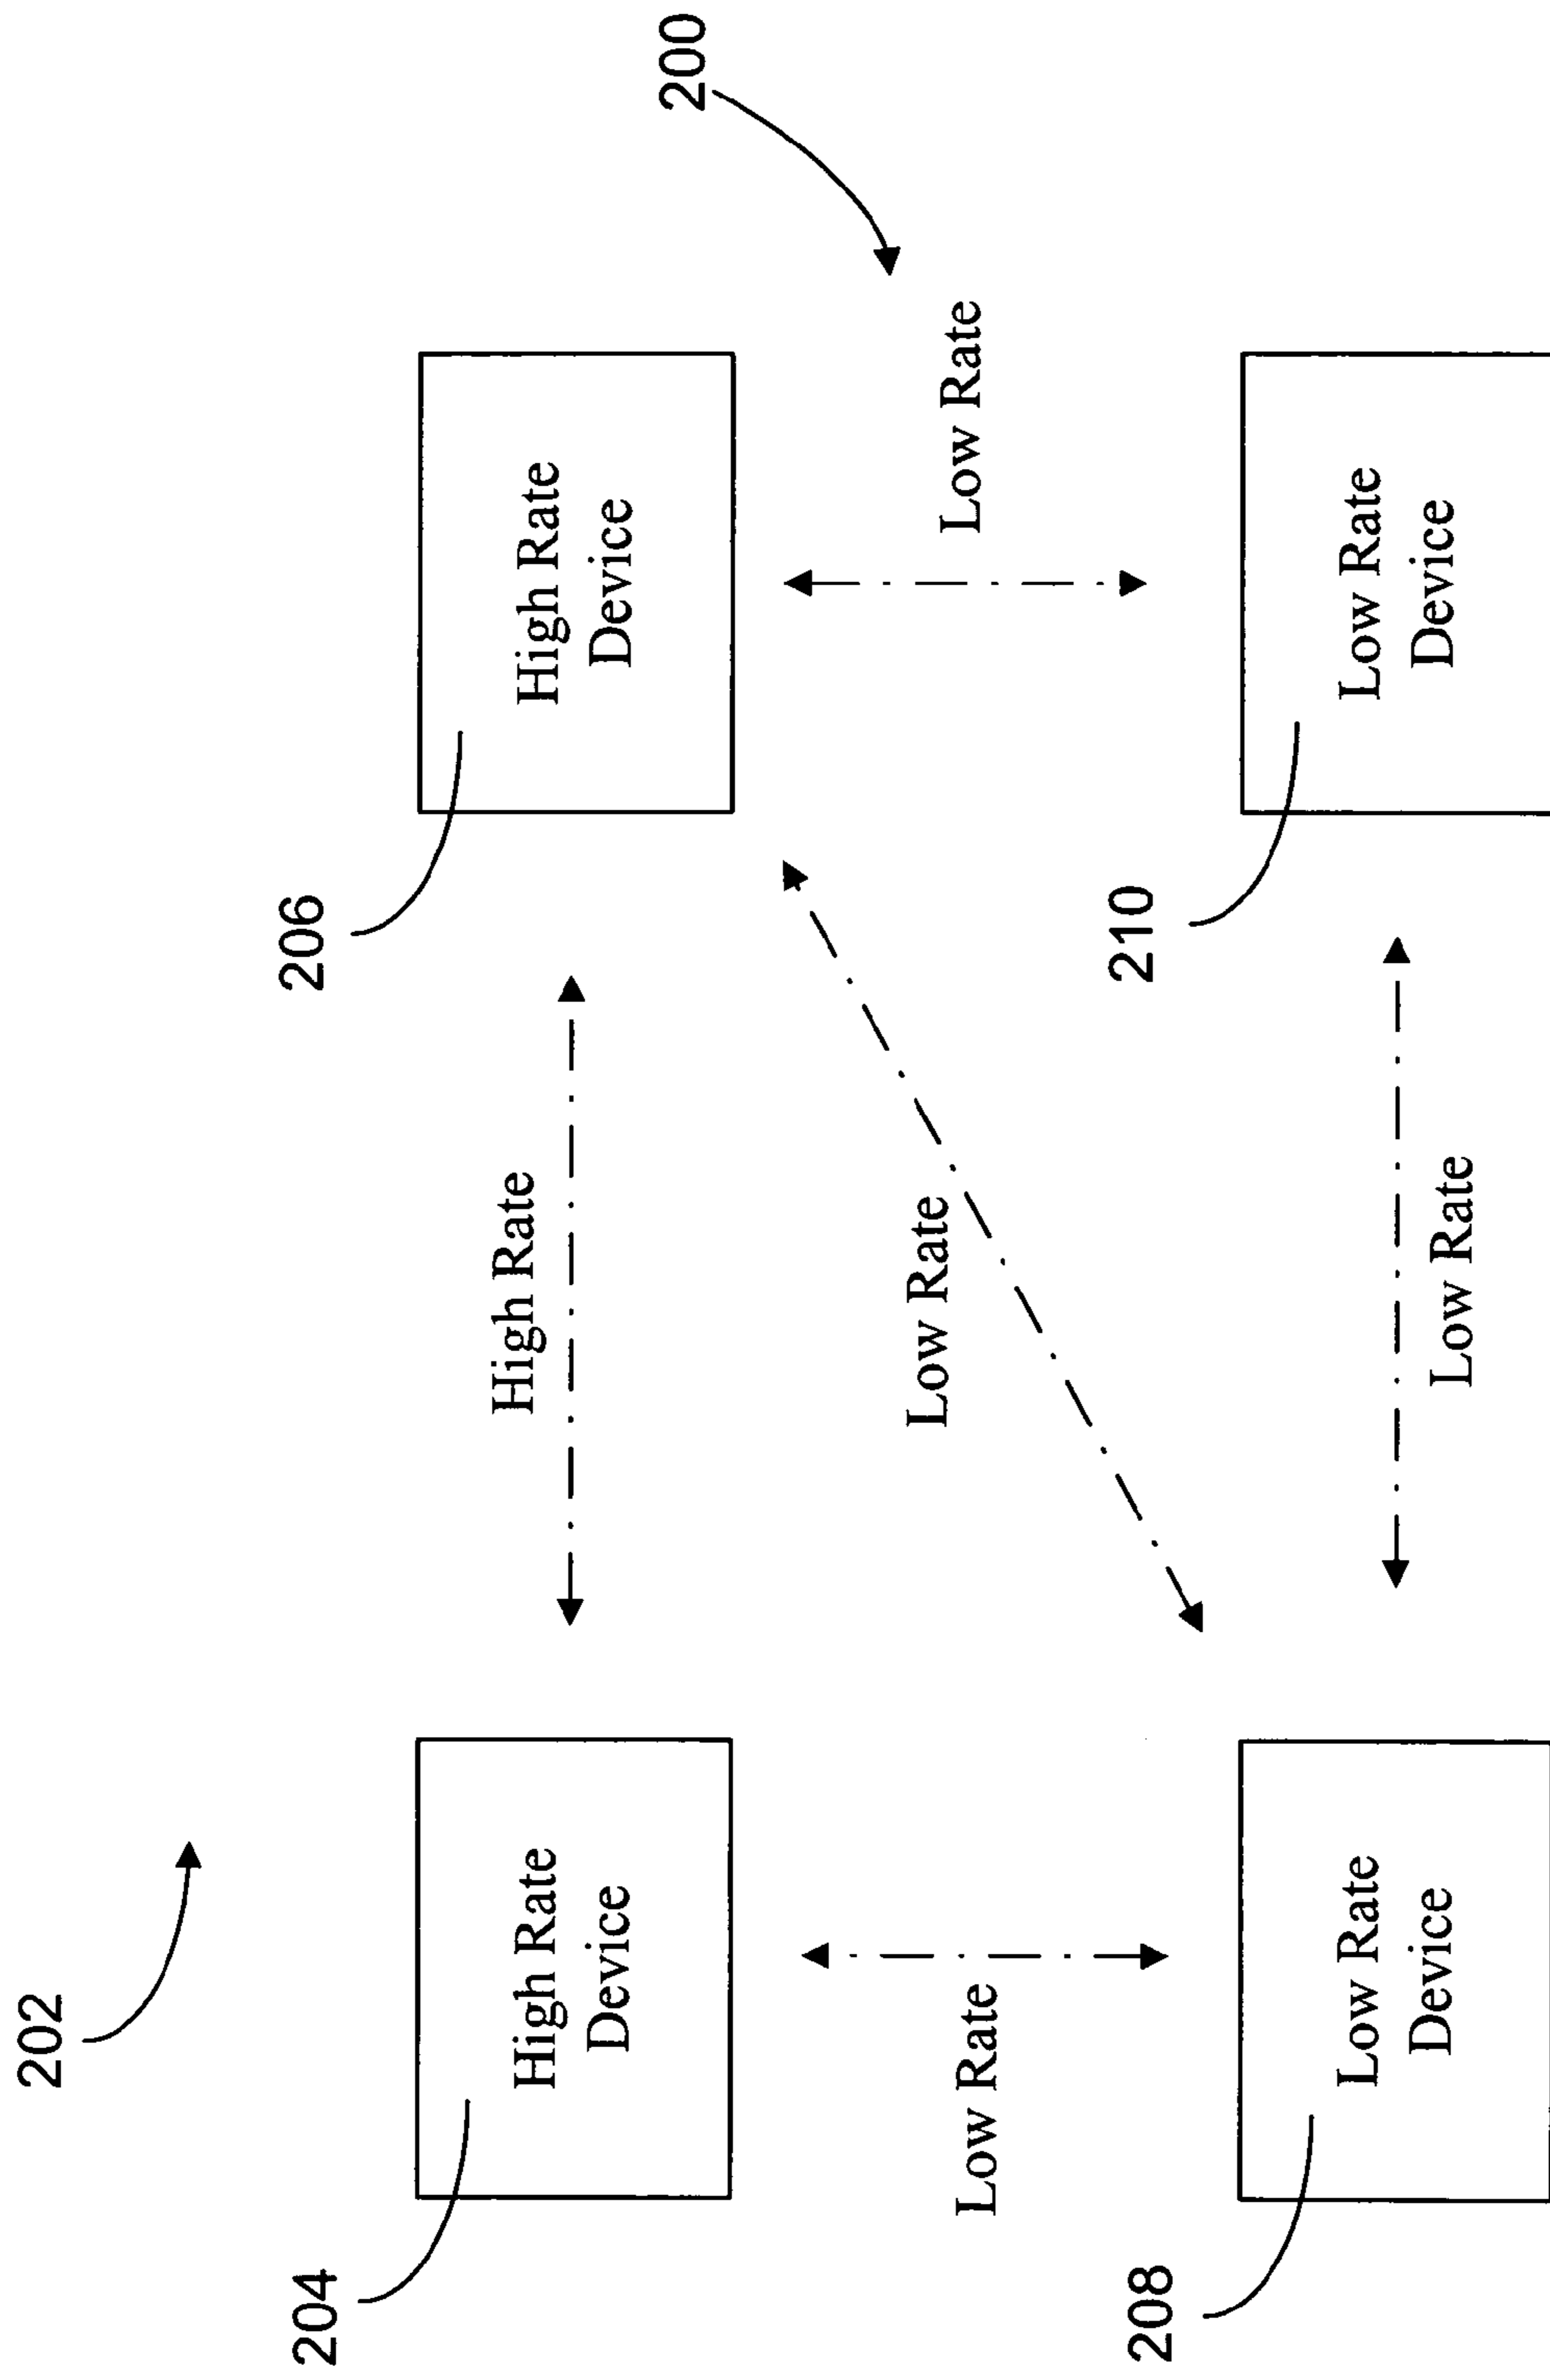 202
204
206
High Rate
High Rate
Device
High Rate
Device
200
Low Rate
Low Rate
Low Rate
208
210
Low Rate
Device
Low Rate
Device
Low Rate